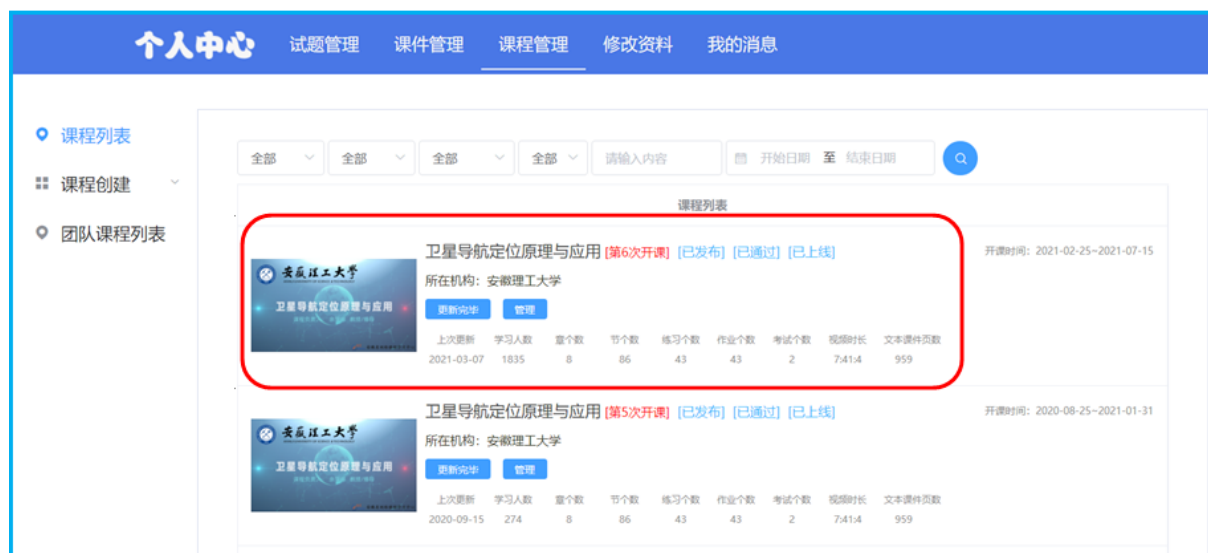 个人中心 试题管理 课件管理 课程管理 修改资料 我的消息
课程列表
课程创建
团队课程列表
全部 全部 全部 全部 请输入内容 开始日期 至 结束日期
课程列表
卫星导航定位原理与应用 [第6次开课] [已发布] [已通过] [已上线]
开课时间：2021-02-25~2021-07-15
所在机构：安徽理工大学
更新完毕 管理
上次更新 学习人数 章个数 节个数 练习个数 作业个数 考试个数 视频时长 文本课件页数
2021-03-07 1835 8 86 43 43 2 7:41:4 959
安徽理工大学
卫星导航定位原理与应用
卫星导航定位原理与应用 [第5次开课] [已发布] [已通过] [已上线]
开课时间：2020-08-25~2021-01-31
所在机构：安徽理工大学
更新完毕 管理
上次更新 学习人数 章个数 节个数 练习个数 作业个数 考试个数 视频时长 文本课件页数
2020-09-15 274 8 86 43 43 2 7:41:4 959
安徽理工大学
卫星导航定位原理与应用